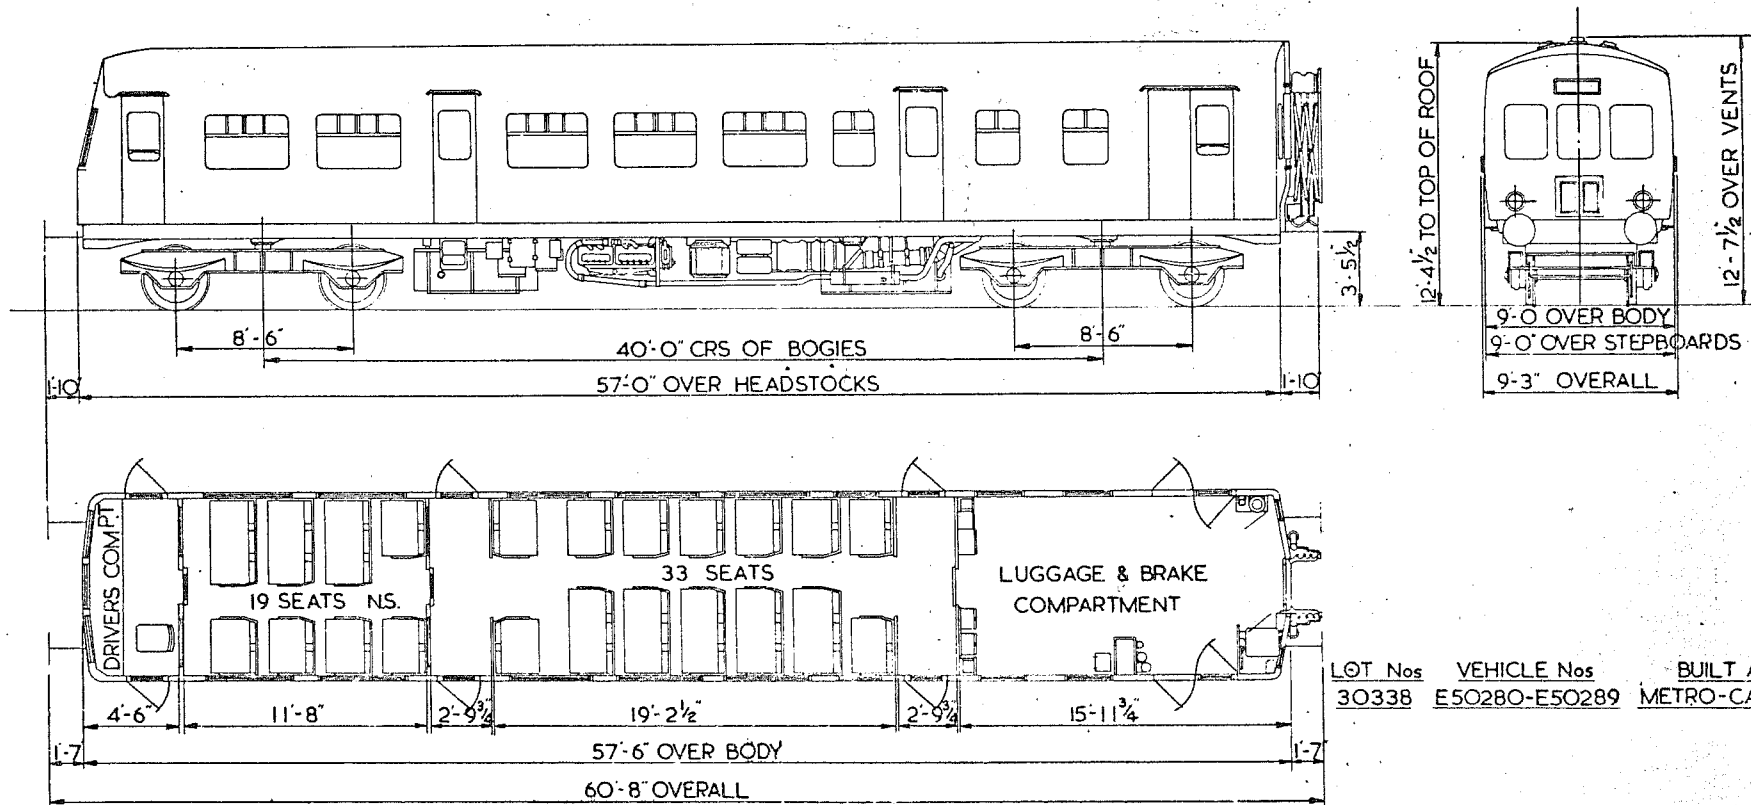 8'-6"
40'-0" CRS OF BOGIES
8'-6"
1'-10"
57'-0" OVER HEADSTOCKS
1'-10"
3'-5½"
12'-4½" TO TOP OF ROOF
12'-7½" OVER VENTS
9'-0 OVER BODY
9'-0" OVER STEPBOARDS
9'-3" OVERALL
DRIVERS COMPT.
19 SEATS N.S.
33 SEATS
LUGGAGE & BRAKE
COMPARTMENT
4'-6"
11'-8"
2'-9¾"
19'-2½"
2'-9¾"
15'-11¾"
1'-7"
57'-6" OVER BODY
1'-7"
60'-8" OVERALL
LOT Nos VEHICLE Nos BUILT A
30338 E50280-E50289 METRO-CA